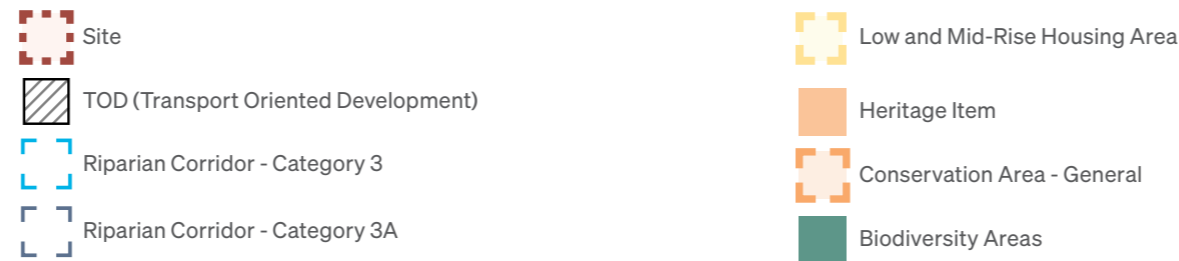 Site
TOD (Transport Oriented Development)
Riparian Corridor - Category 3
Riparian Corridor - Category 3A
Low and Mid-Rise Housing Area
Heritage Item
Conservation Area - General
Biodiversity Areas